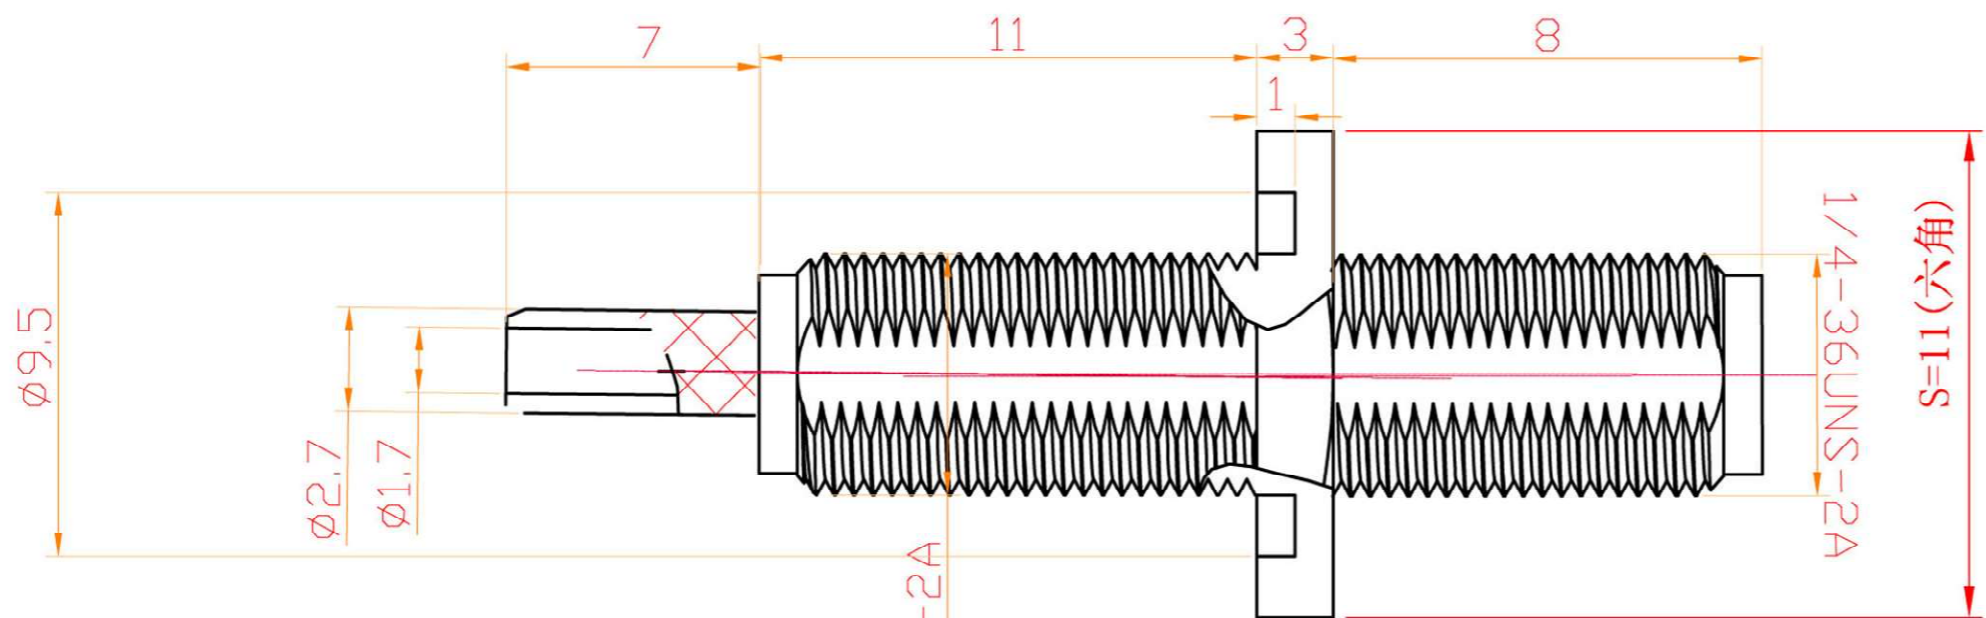 7
11
3
8
1
1/4-36UNS-2A
S=11(六角)
Ø9.5
Ø2.7
Ø1.7
-2A